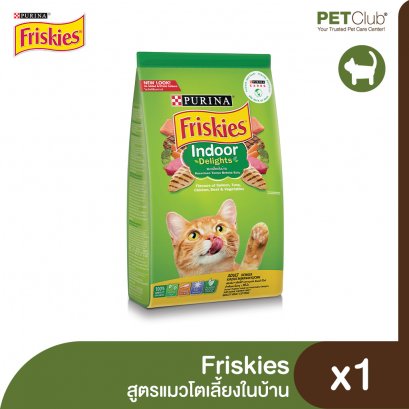 PURINA
Friskies
PETClub
Your Trusted Pet Care Center!
NEW LOOK!
PURINA
Friskies
Indoor
Delights
Flavours of Salmon, Tuna,
Chicken, Beef & Vegetables
ADULT
100%
Friskies
สูตรแมวโตเลี้ยงในบ้าน
x1